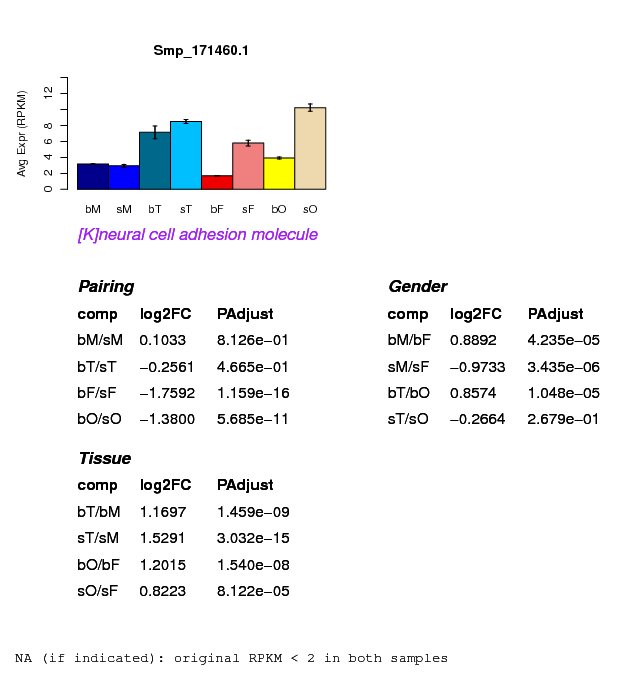 Smp_171460.1
Avg Expr (RPKM)
0 2 4 6 8 12
bM sM bT sT bF sF bO sO
[K]neural cell adhesion molecule
Pairing
comp log2FC PAdjust
bM/sM 0.1033 8.126e−01
bT/sT −0.2561 4.665e−01
bF/sF −1.7592 1.159e−16
bO/sO −1.3800 5.685e−11
Gender
comp log2FC PAdjust
bM/bF 0.8892 4.235e−05
sM/sF −0.9733 3.435e−06
bT/bO 0.8574 1.048e−05
sT/sO −0.2664 2.679e−01
Tissue
comp log2FC PAdjust
bT/bM 1.1697 1.459e−09
sT/sM 1.5291 3.032e−15
bO/bF 1.2015 1.540e−08
sO/sF 0.8223 8.122e−05
NA (if indicated): original RPKM < 2 in both samples